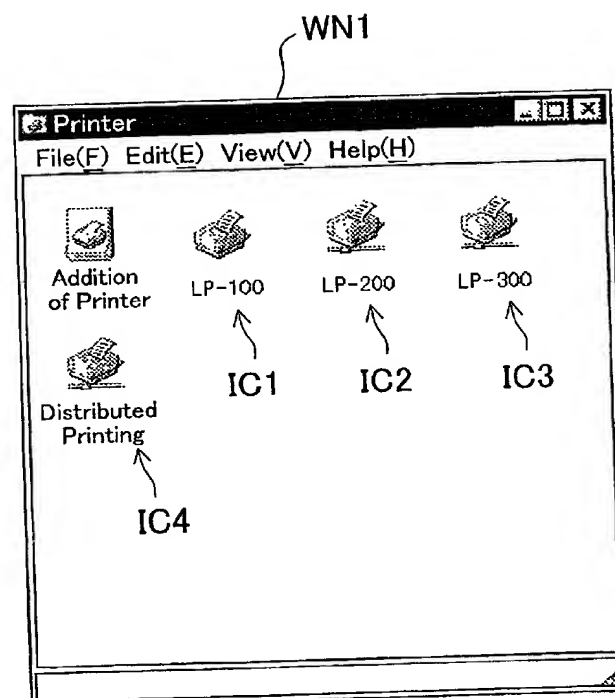 WN1
Printer
File(F) Edit(E) View(V) Help(H)
Addition
of Printer
LP-100
LP-200
LP-300
IC1
IC2
IC3
Distributed
Printing
IC4